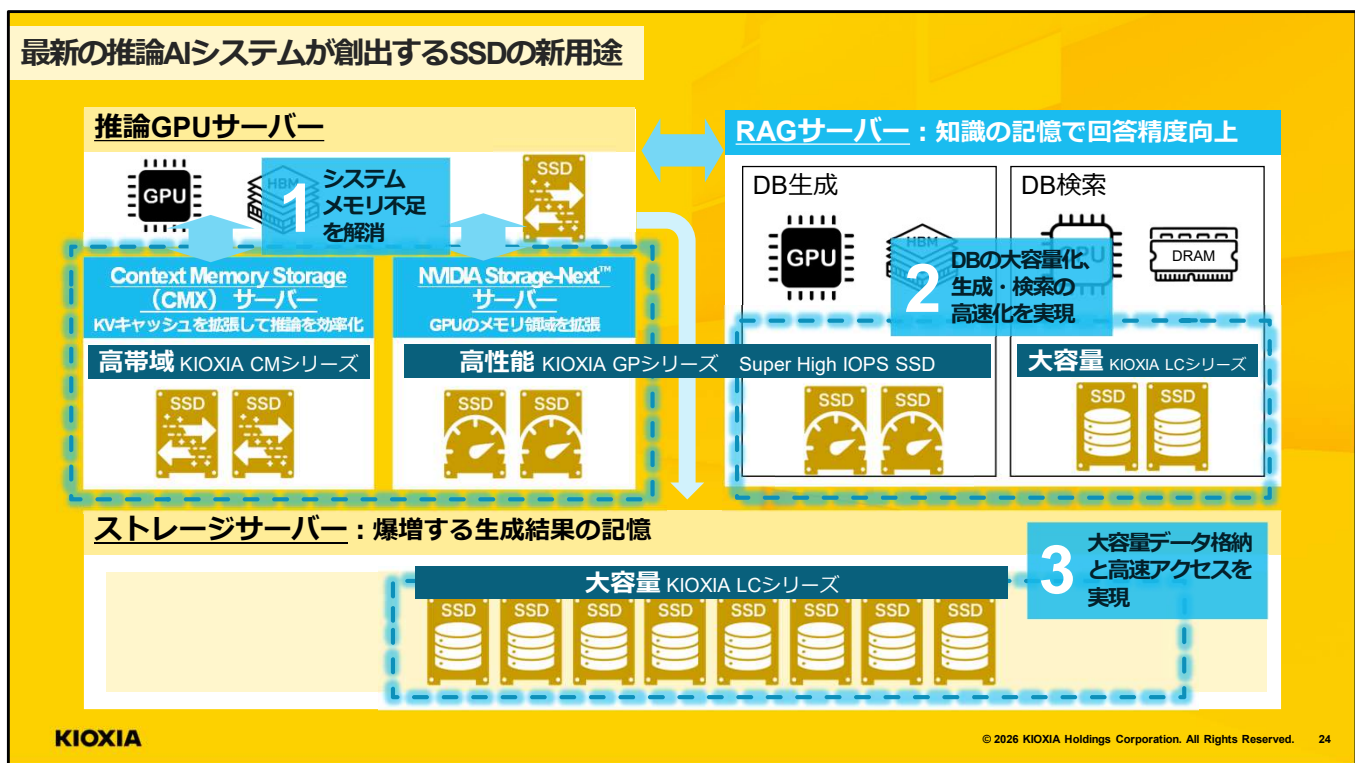 最新の推論AIシステムが創出するSSDの新用途
推論GPUサーバー
GPU
HBM
1
システム
メモリ不足
を解消
SSD
Context Memory Storage
（CMX）サーバー
KVキャッシュを拡張して推論を効率化
NVIDIA Storage-Next™
サーバー
GPUのメモリ領域を拡張
高帯域 KIOXIA CMシリーズ
高性能 KIOXIA GPシリーズ Super High IOPS SSD
SSD SSD
SSD SSD
RAGサーバー：知識の記憶で回答精度向上
DB生成
GPU
HBM
DB検索
GPU
DRAM
2
DBの大容量化、
生成・検索の
高速化を実現
大容量 KIOXIA LCシリーズ
SSD SSD
SSD SSD
ストレージサーバー：爆増する生成結果の記憶
3
大容量データ格納
と高速アクセスを
実現
大容量 KIOXIA LCシリーズ
SSD SSD SSD SSD SSD SSD SSD SSD
KIOXIA
© 2026 KIOXIA Holdings Corporation. All Rights Reserved. 24